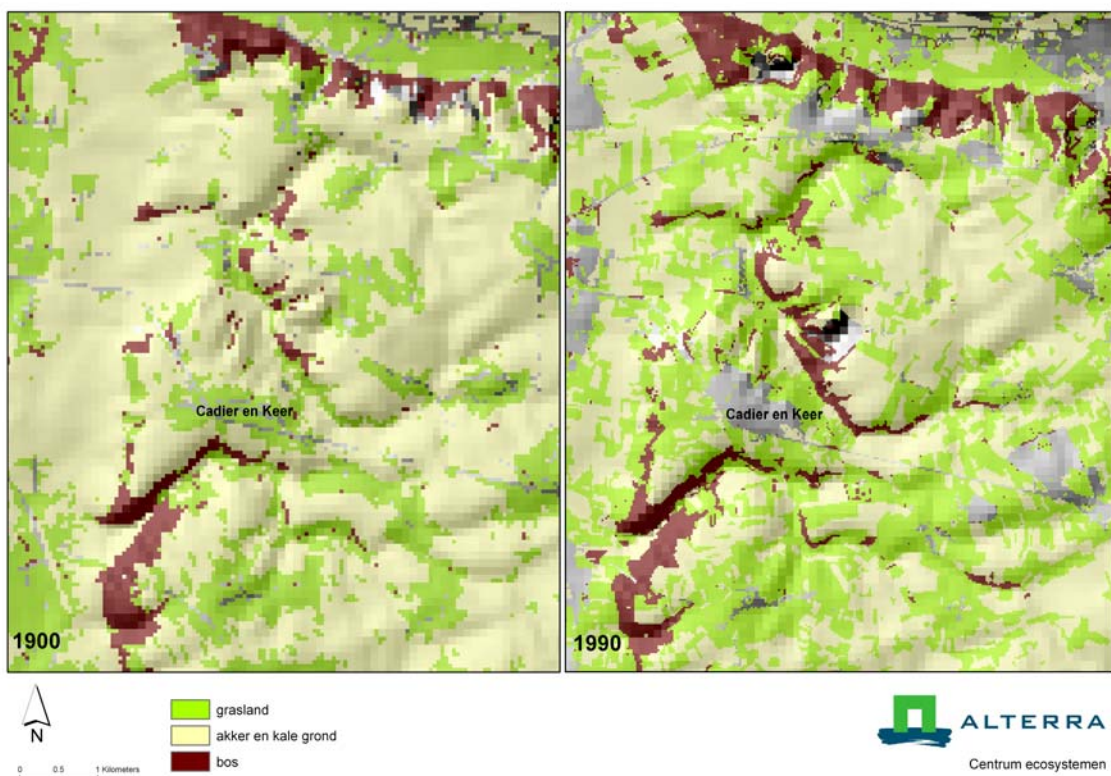 Cadier en Keer
1900
Cadier en Keer
1990
N
0 0.5 1 Kilometers
grasland
akker en kale grond
bos
ALTERRA
Centrum ecosystemen